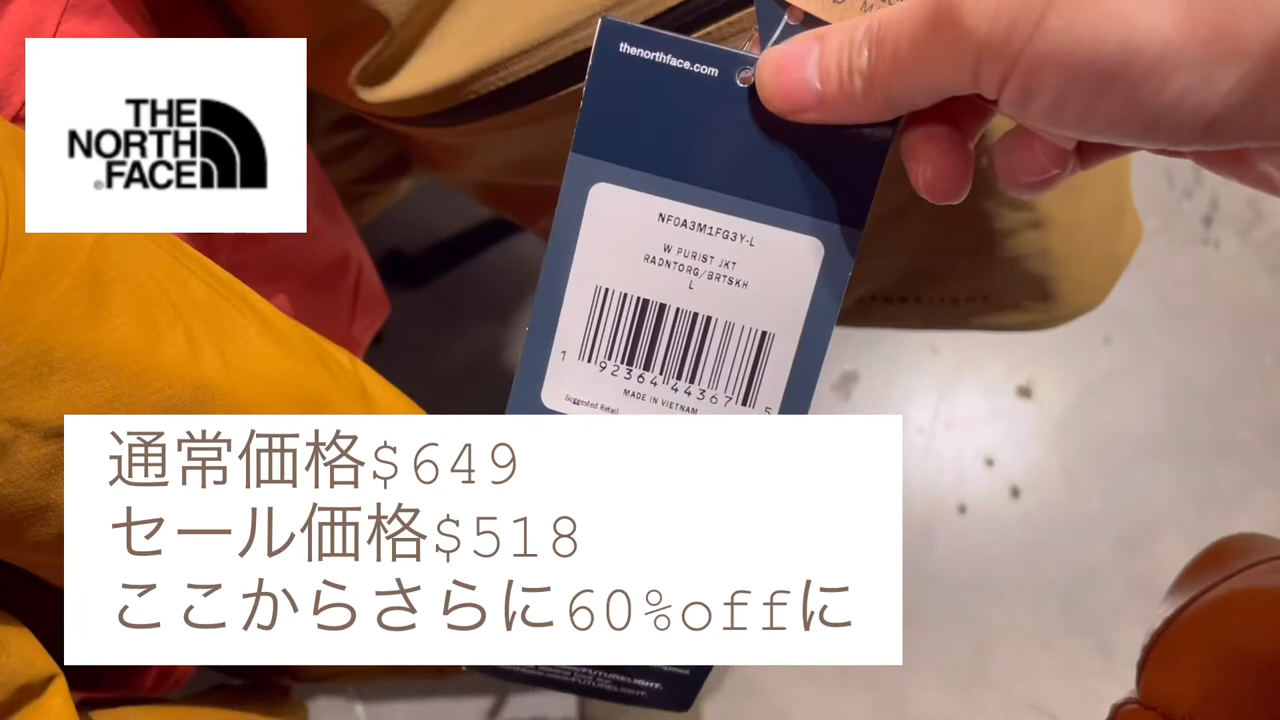 THE
NORTH
FACE
thenorthface.com
NF0A3M1FG3Y-L
W PURIST JKT
RADNTORG/BRTSKH
L
1 92364 44367 5
MADE IN VIETNAM
Suggested Retail
通常価格$649
セール価格$518
ここからさらに60%offに